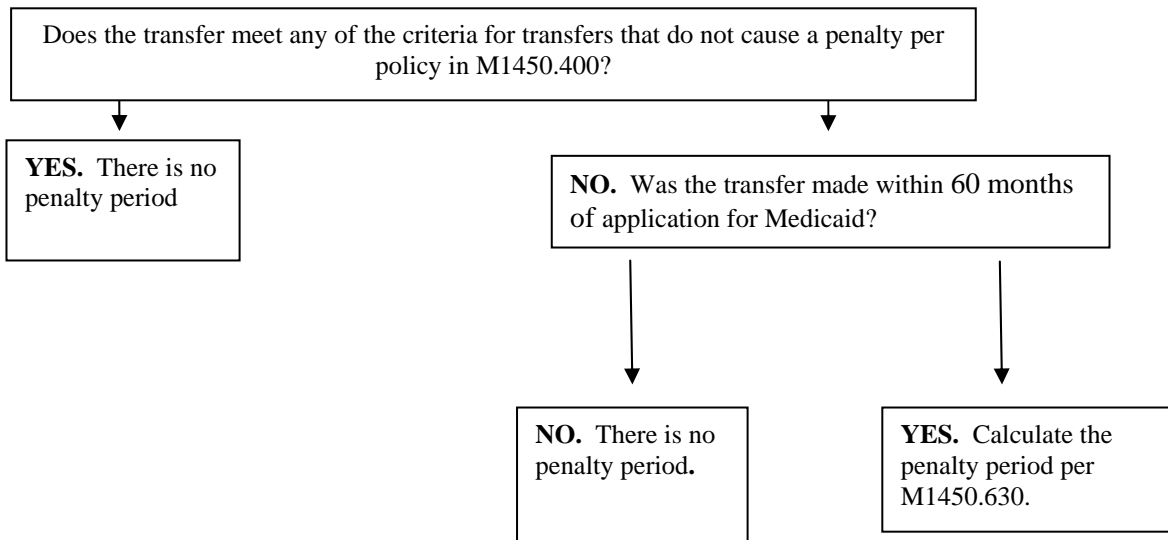 Does the transfer meet any of the criteria for transfers that do not cause a penalty per
policy in M1450.400?
YES. There is no
penalty period
NO. Was the transfer made within 60 months
of application for Medicaid?
NO. There is no
penalty period.
YES. Calculate the
penalty period per
M1450.630.